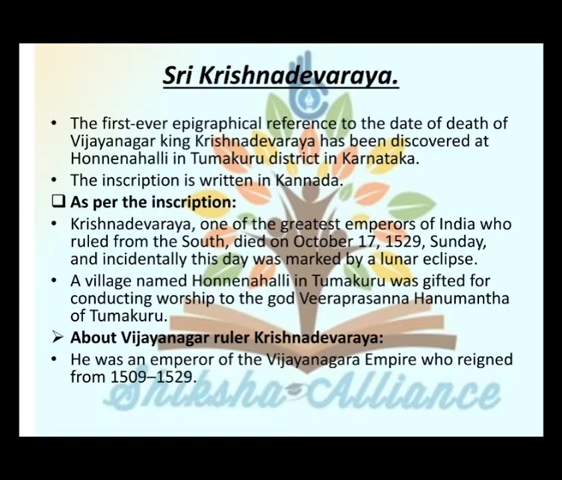 Sri Krishnadevaraya.
• The first-ever epigraphical reference to the date of death of
Vijayanagar king Krishnadevaraya has been discovered at
Honnenahalli in Tumakuru district in Karnataka.
• The inscription is written in Kannada.
❑ As per the inscription:
• Krishnadevaraya, one of the greatest emperors of India who
ruled from the South, died on October 17, 1529, Sunday,
and incidentally this day was marked by a lunar eclipse.
• A village named Honnenahalli in Tumakuru was gifted for
conducting worship to the god Veeraprasanna Hanumantha
of Tumakuru.
➢ About Vijayanagar ruler Krishnadevaraya:
• He was an emperor of the Vijayanagara Empire who reigned
from 1509–1529.
Shiksha Alliance